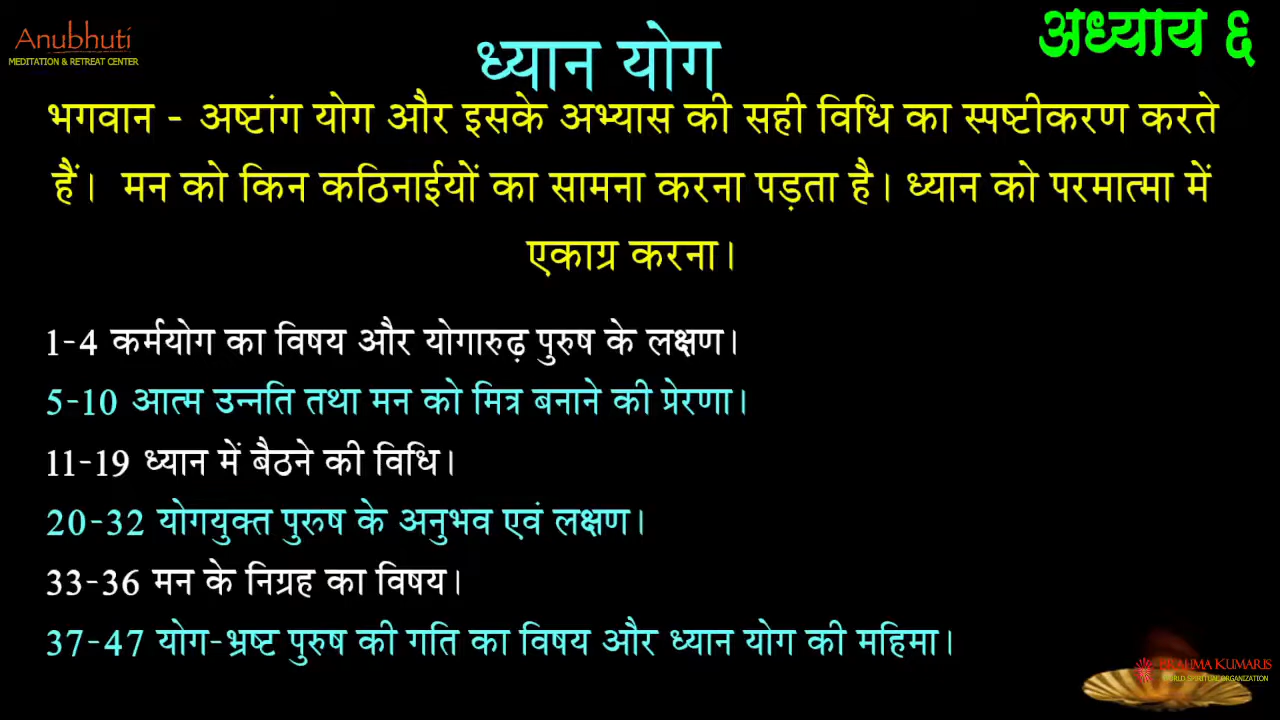 Anubhuti
MEDITATION & RETREAT CENTER
अध्याय ६
ध्यान योग
भगवान - अष्टांग योग और इसके अभ्यास की सही विधि का स्पष्टीकरण करते
हैं। मन को किन कठिनाईयों का सामना करना पड़ता है। ध्यान को परमात्मा में
एकाग्र करना।
1-4 कर्मयोग का विषय और योगारुढ़ पुरुष के लक्षण।
5-10 आत्म उन्नति तथा मन को मित्र बनाने की प्रेरणा।
11-19 ध्यान में बैठने की विधि।
20-32 योगयुक्त पुरूष के अनुभव एवं लक्षण।
33-36 मन के निग्रह का विषय।
37-47 योग-भ्रष्ट पुरुष की गति का विषय और ध्यान योग की महिमा।
BRAHMA KUMARIS
WORLD SPIRITUAL ORGANIZATION